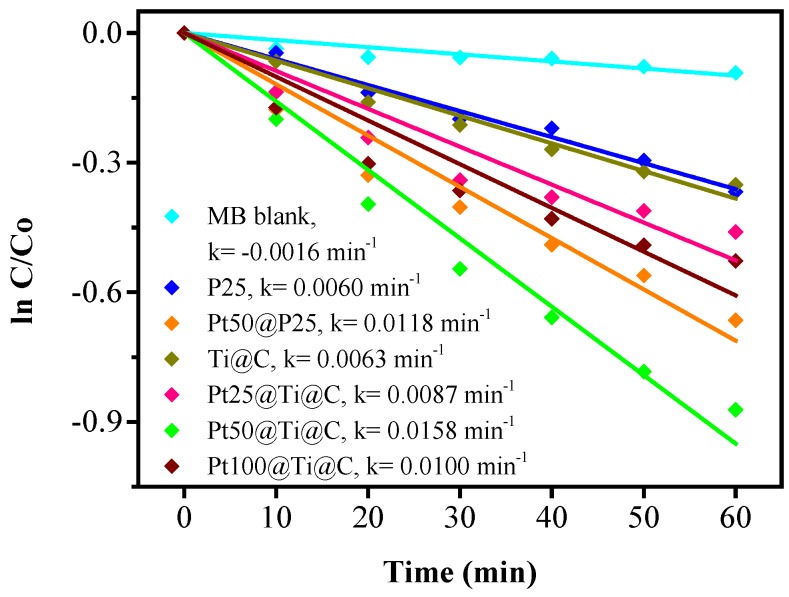 0.0
-0.3
-0.6
-0.9
ln C/Co
MB blank,
k= -0.0016 min⁻¹
P25, k= 0.0060 min⁻¹
Pt50@P25, k= 0.0118 min⁻¹
Ti@C, k= 0.0063 min⁻¹
Pt25@Ti@C, k= 0.0087 min⁻¹
Pt50@Ti@C, k= 0.0158 min⁻¹
Pt100@Ti@C, k= 0.0100 min⁻¹
0 10 20 30 40 50 60
Time (min)